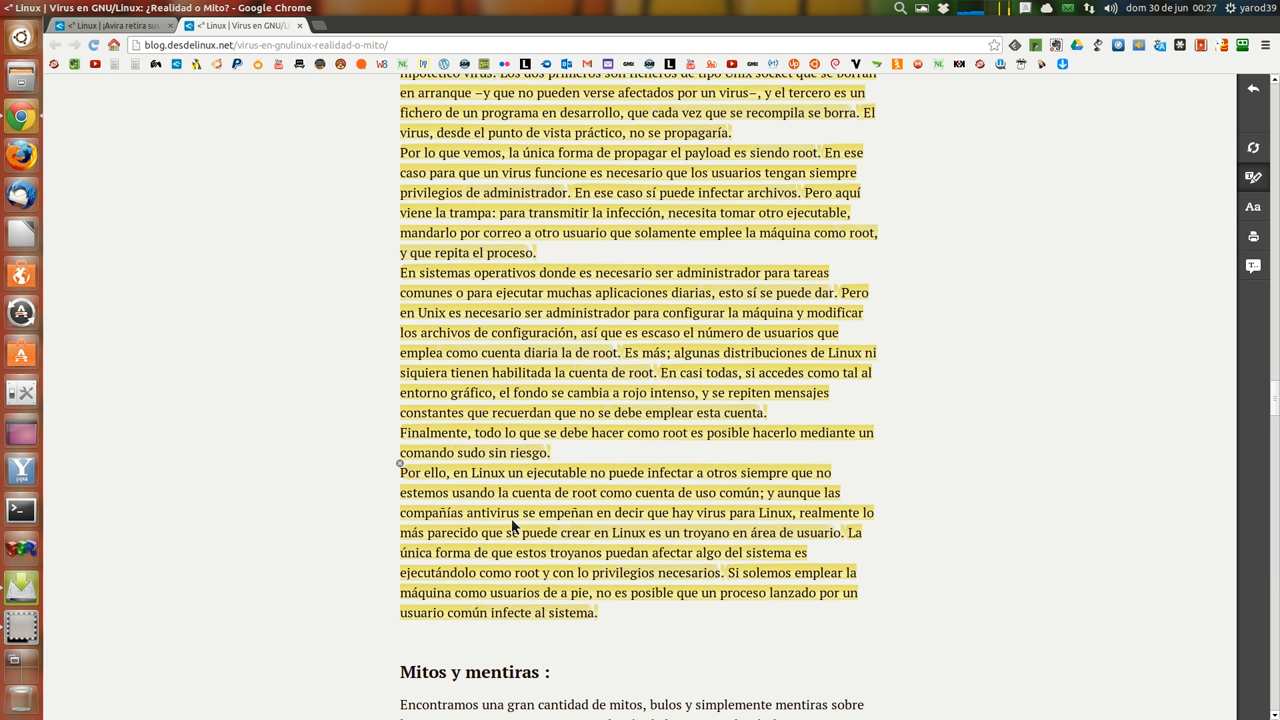 <° Linux | Virus en GNU/Linux: ¿Realidad o Mito? - Google Chrome
dom 30 de jun 00:27 yarod39
<° Linux | ¡Avira retira sus
<° Linux | Virus en GNU/Li
blog.desdelinux.net/virus-en-gnulinux-realidad-o-mito/
hipotético virus. Los dos primeros son ficheros de tipo Unix socket que se borran
en arranque –y que no pueden verse afectados por un virus–, y el tercero es un
fichero de un programa en desarrollo, que cada vez que se recompila se borra. El
virus, desde el punto de vista práctico, no se propagaría.
Por lo que vemos, la única forma de propagar el payload es siendo root. En ese
caso para que un virus funcione es necesario que los usuarios tengan siempre
privilegios de administrador. En ese caso sí puede infectar archivos. Pero aquí
viene la trampa: para transmitir la infección, necesita tomar otro ejecutable,
mandarlo por correo a otro usuario que solamente emplee la máquina como root,
y que repita el proceso.
En sistemas operativos donde es necesario ser administrador para tareas
comunes o para ejecutar muchas aplicaciones diarias, esto sí se puede dar. Pero
en Unix es necesario ser administrador para configurar la máquina y modificar
los archivos de configuración, así que es escaso el número de usuarios que
emplea como cuenta diaria la de root. Es más; algunas distribuciones de Linux ni
siquiera tienen habilitada la cuenta de root. En casi todas, si accedes como tal al
entorno gráfico, el fondo se cambia a rojo intenso, y se repiten mensajes
constantes que recuerdan que no se debe emplear esta cuenta.
Finalmente, todo lo que se debe hacer como root es posible hacerlo mediante un
comando sudo sin riesgo.
Por ello, en Linux un ejecutable no puede infectar a otros siempre que no
estemos usando la cuenta de root como cuenta de uso común; y aunque las
compañías antivirus se empeñan en decir que hay virus para Linux, realmente lo
más parecido que se puede crear en Linux es un troyano en área de usuario. La
única forma de que estos troyanos puedan afectar algo del sistema es
ejecutándolo como root y con lo privilegios necesarios. Si solemos emplear la
máquina como usuarios de a pie, no es posible que un proceso lanzado por un
usuario común infecte al sistema.
Mitos y mentiras :
Encontramos una gran cantidad de mitos, bulos y simplemente mentiras sobre
Aa